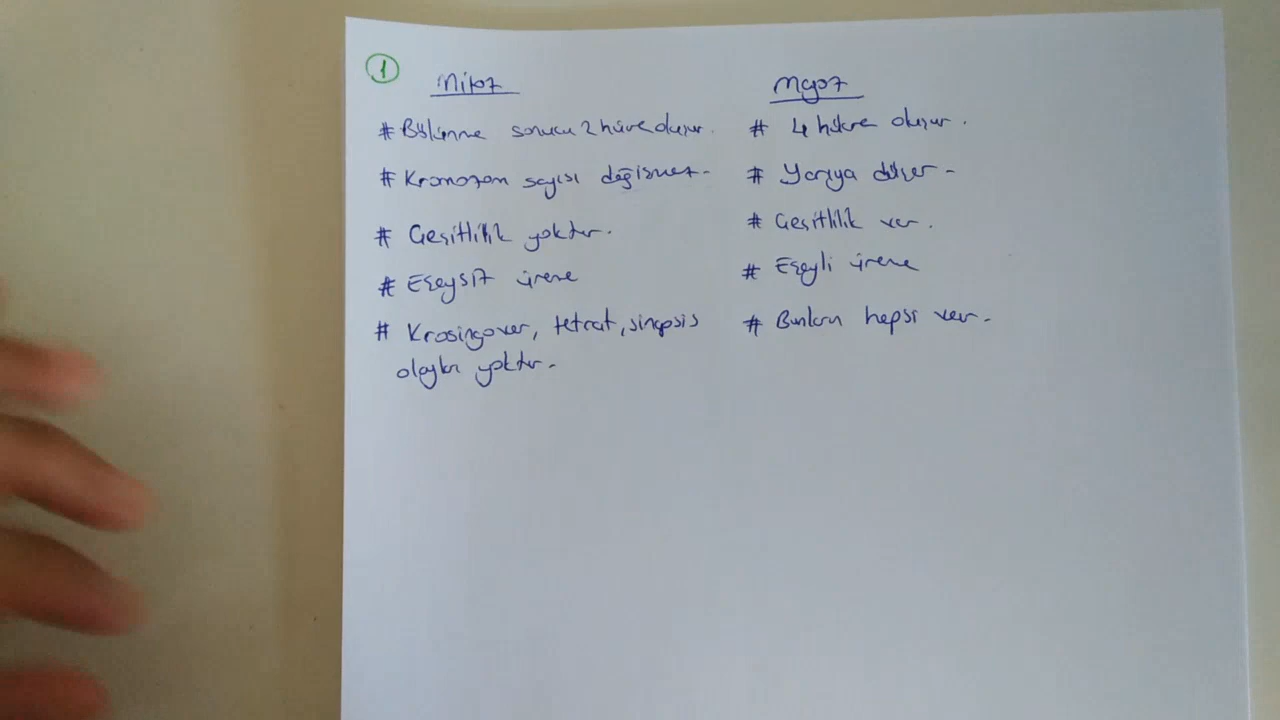 1
Mitoz
# Bölünme sonucu 2 hücre oluşur.
# Kromozom sayısı değişmez.
# Çeşitlilik yoktur.
# Eşeysiz üreme
# Krosingover, tetrat, sinapsis
olayları yoktur.
Mayoz
# 4 hücre oluşur.
# Yarıya düşer.
# Çeşitlilik var.
# Eşeyli üreme
# Bunların hepsi var.